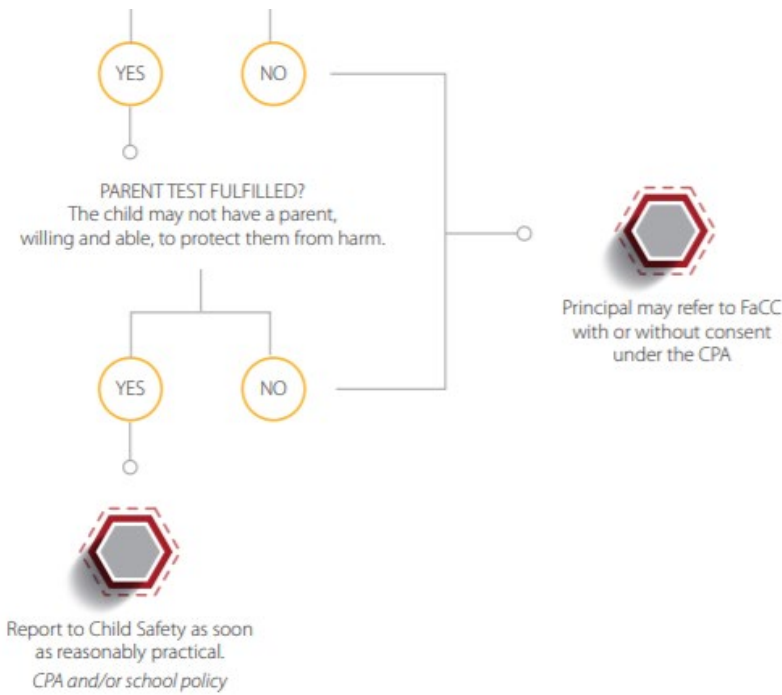 YES
NO
PARENT TEST FULFILLED?
The child may not have a parent,
willing and able, to protect them from harm.
Principal may refer to FaCC
with or without consent
under the CPA
YES
NO
Report to Child Safety as soon
as reasonably practical.
CPA and/or school policy